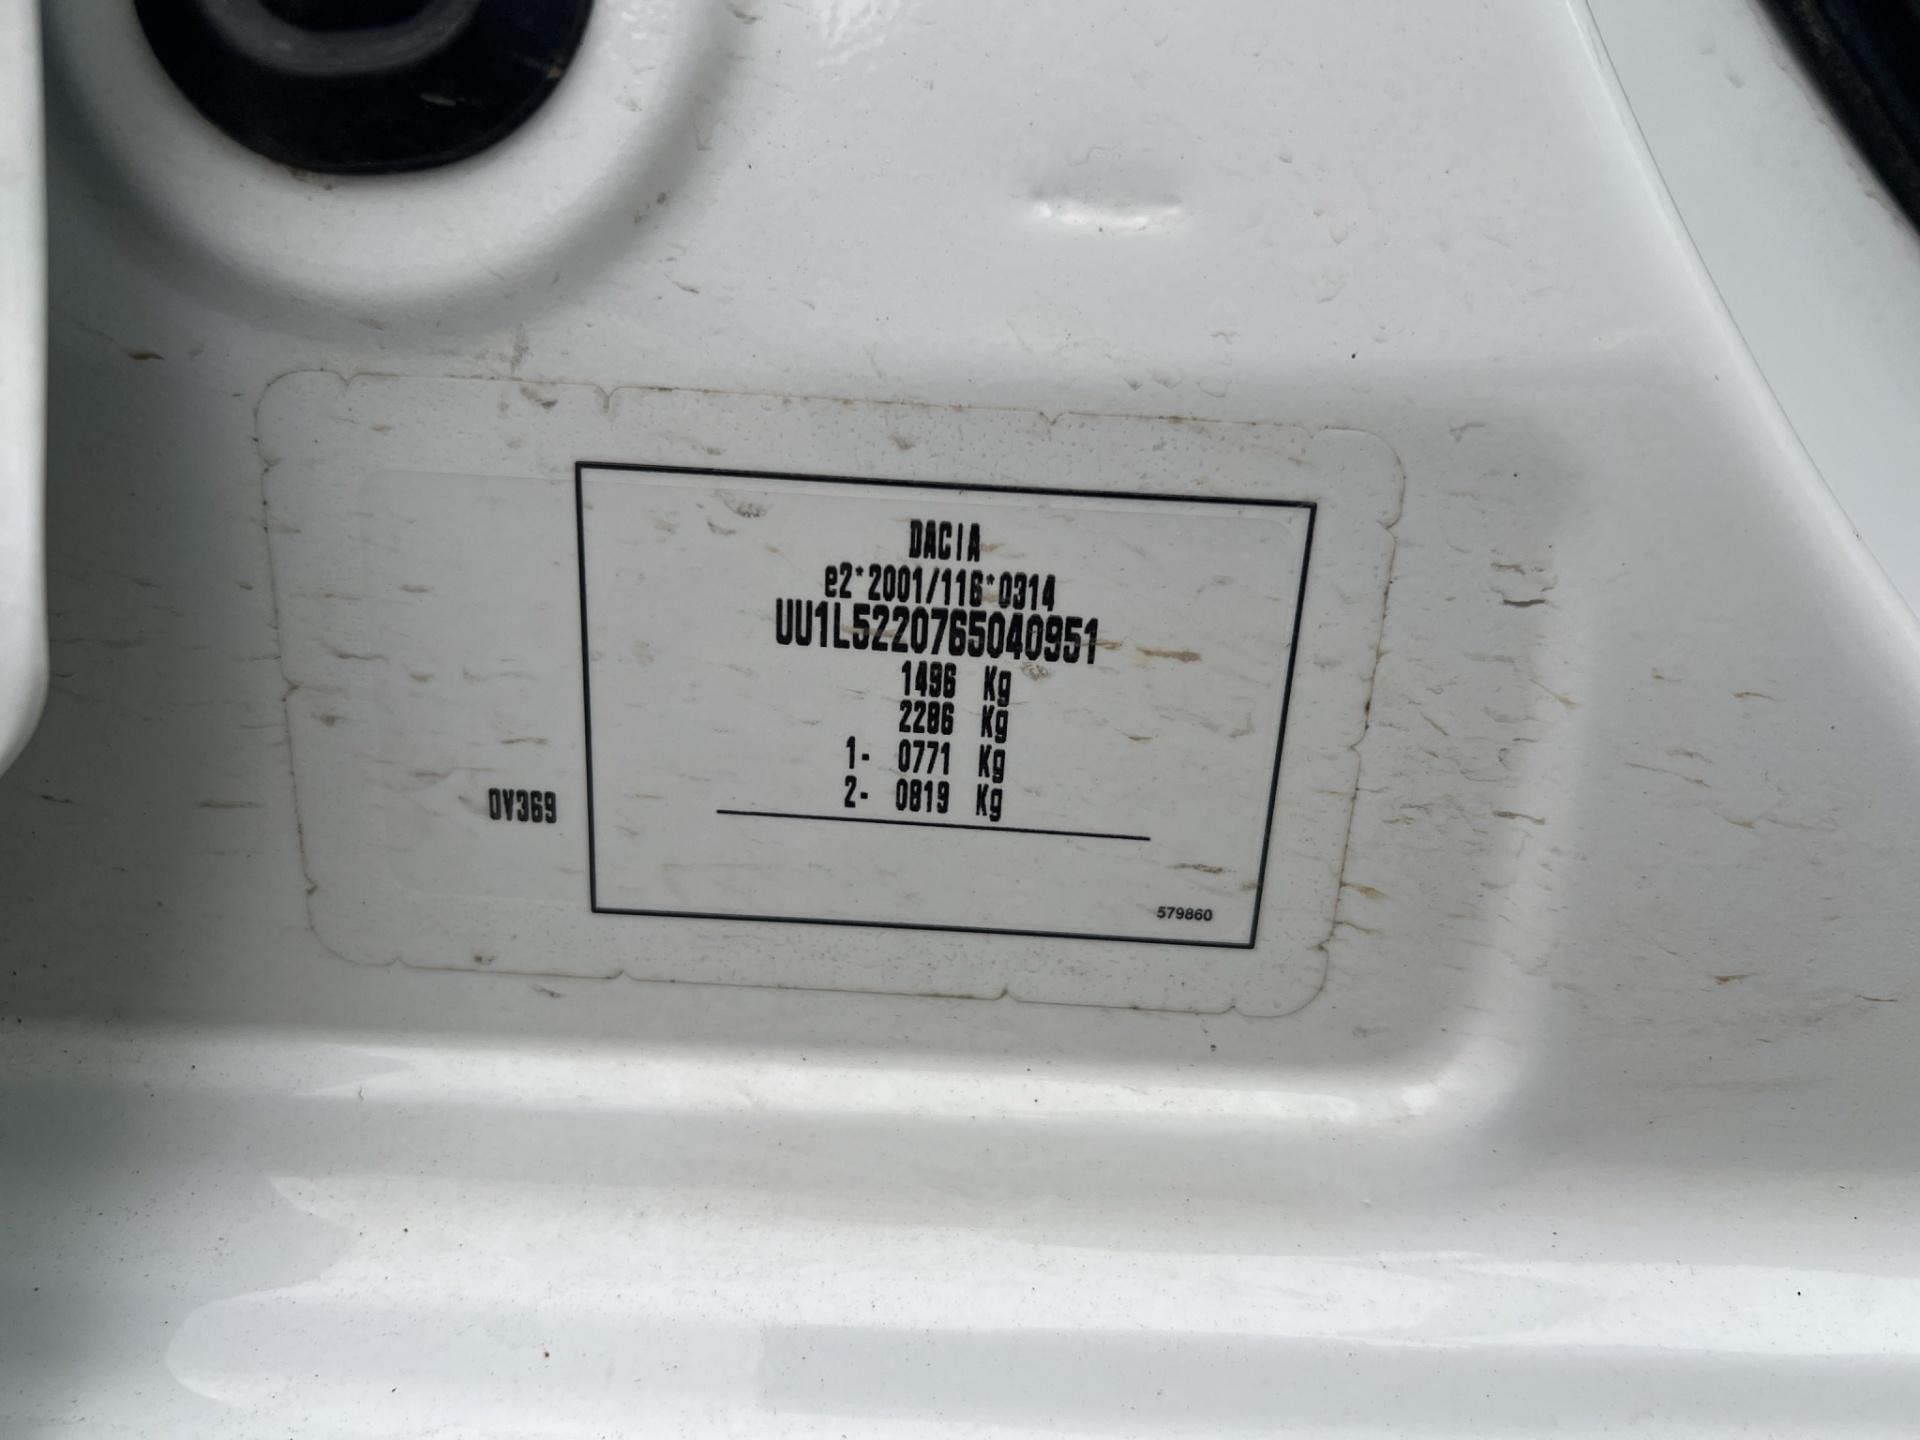 DACIA
e2*2001/116*0314
UU1L5220765040951
1496 Kg
2286 Kg
1- 0771 Kg
2- 0819 Kg
OV369
579860